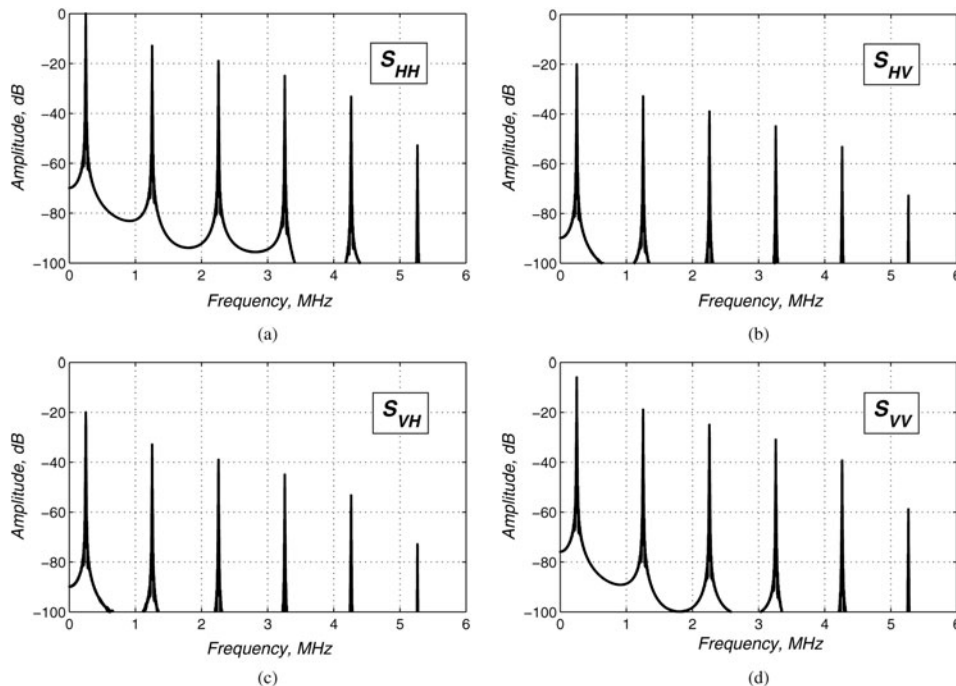 0
−20
−40
−60
−80
−100
Amplitude, dB
S_HH
0 1 2 3 4 5 6
Frequency, MHz
(a)
0
−20
−40
−60
−80
−100
Amplitude, dB
S_HV
0 1 2 3 4 5 6
Frequency, MHz
(b)
0
−20
−40
−60
−80
−100
Amplitude, dB
S_VH
0 1 2 3 4 5 6
Frequency, MHz
(c)
0
−20
−40
−60
−80
−100
Amplitude, dB
S_VV
0 1 2 3 4 5 6
Frequency, MHz
(d)